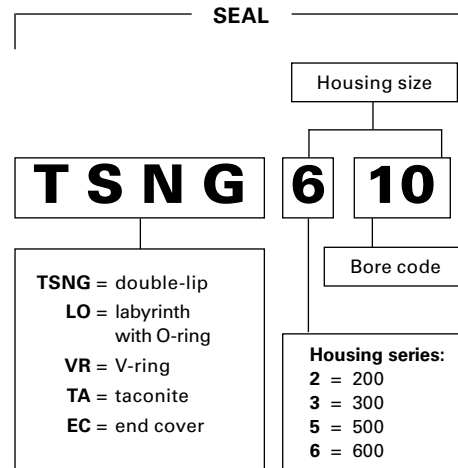 SEAL
Housing size
TSNG 6 10
Bore code
TSNG = double-lip
LO = labyrinth
with O-ring
VR = V-ring
TA = taconite
EC = end cover
Housing series:
2 = 200
3 = 300
5 = 500
6 = 600